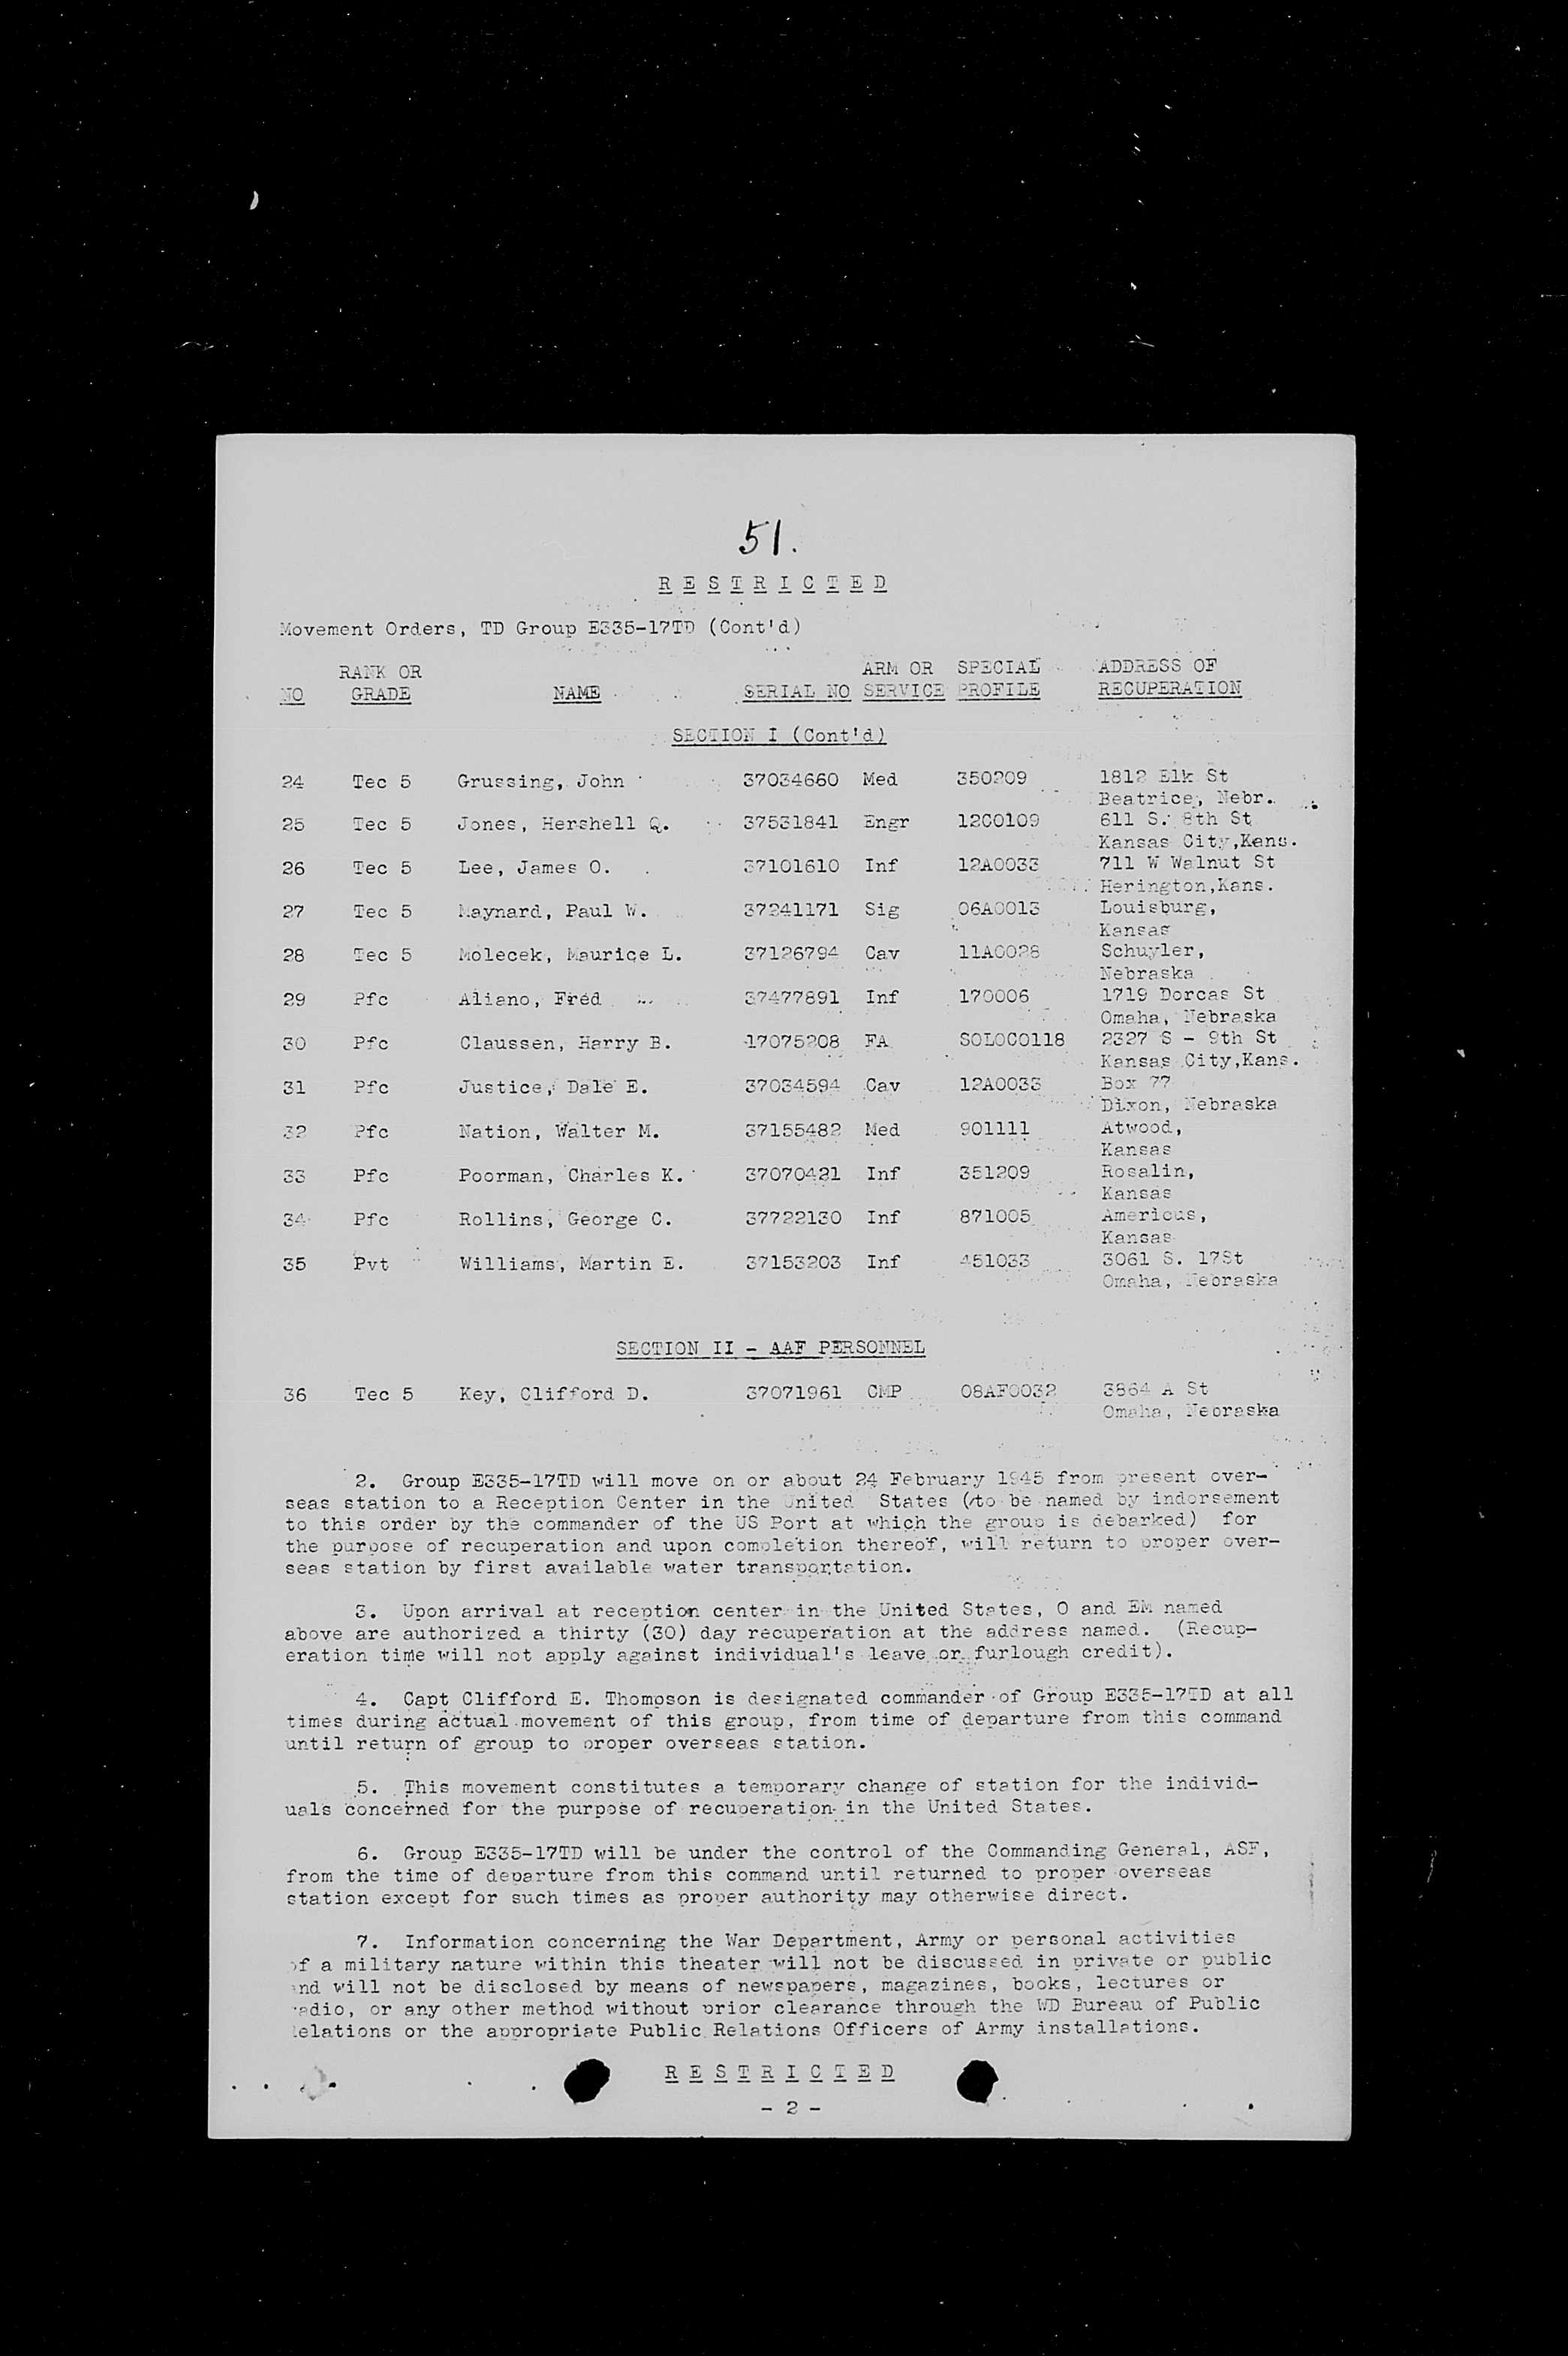 51.
R E S T R I C T E D
Movement Orders, TD Group E335-17TD (Cont'd)
RANK OR ARM OR SPECIAL ADDRESS OF
NO GRADE NAME SERIAL NO SERVICE PROFILE RECUPERATION
SECTION I (Cont'd)
24 Tec 5 Grussing, John 37034660 Med 350209 1812 Elk St
Beatrice, Nebr.
25 Tec 5 Jones, Hershell Q. 37531841 Engr 12C0109 611 S. 8th St
Kansas City,Kans.
26 Tec 5 Lee, James O. 37101610 Inf 12A0033 711 W Walnut St
Herington,Kans.
27 Tec 5 Maynard, Paul W. 37241171 Sig 06A0013 Louisburg,
Kansas
28 Tec 5 Molecek, Maurice L. 37126794 Cav 11A0028 Schuyler,
Nebraska
29 Pfc Aliano, Fred 37477891 Inf 170006 1719 Dorcas St
Omaha, Nebraska
30 Pfc Claussen, Harry B. 17075208 FA SOLOC0118 2327 S - 9th St
Kansas City,Kans.
31 Pfc Justice, Dale E. 37034594 Cav 12A0033 Box 77
Dixon, Nebraska
32 Pfc Nation, Walter M. 37155482 Med 901111 Atwood,
Kansas
33 Pfc Poorman, Charles K. 37070421 Inf 351209 Rosalin,
Kansas
34 Pfc Rollins, George C. 37722130 Inf 871005 Americus,
Kansas
35 Pvt Williams, Martin E. 37153203 Inf 451033 3061 S. 17St
Omaha, Nebraska
SECTION II - AAF PERSONNEL
36 Tec 5 Key, Clifford D. 37071961 CMP 08AF0032 3864 A St
Omaha, Nebraska
2. Group E335-17TD will move on or about 24 February 1945 from present over-
seas station to a Reception Center in the United States (to be named by indorsement
to this order by the commander of the US Port at which the group is debarked) for
the purpose of recuperation and upon completion thereof, will return to proper over-
seas station by first available water transportation.
3. Upon arrival at reception center in the United States, O and EM named
above are authorized a thirty (30) day recuperation at the address named. (Recup-
eration time will not apply against individual's leave or furlough credit).
4. Capt Clifford E. Thompson is designated commander of Group E335-17TD at all
times during actual movement of this group, from time of departure from this command
until return of group to proper overseas station.
5. This movement constitutes a temporary change of station for the individ-
uals concerned for the purpose of recuperation in the United States.
6. Group E335-17TD will be under the control of the Commanding General, ASF,
from the time of departure from this command until returned to proper overseas
station except for such times as proper authority may otherwise direct.
7. Information concerning the War Department, Army or personal activities
of a military nature within this theater will not be discussed in private or public
and will not be disclosed by means of newspapers, magazines, books, lectures or
radio, or any other method without prior clearance through the WD Bureau of Public
Relations or the appropriate Public Relations Officers of Army installations.
R E S T R I C T E D
- 2 -